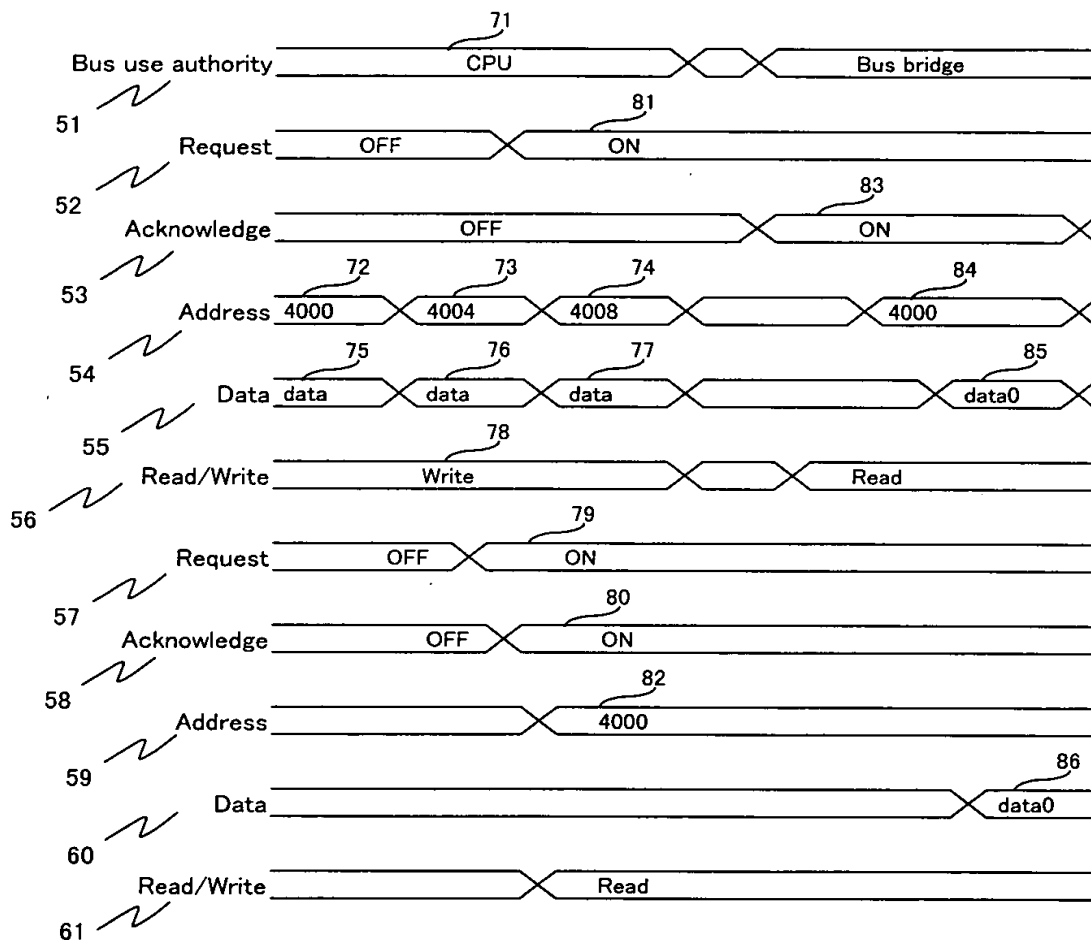 71
Bus use authority CPU Bus bridge
51
81
Request OFF ON
52
83
Acknowledge OFF ON
53
72 73 74 84
Address 4000 4004 4008 4000
54
75 76 77 85
Data data data data data0
55
78
Read/Write Write Read
56
79
Request OFF ON
57
80
Acknowledge OFF ON
58
82
Address 4000
59
86
Data data0
60
Read/Write Read
61